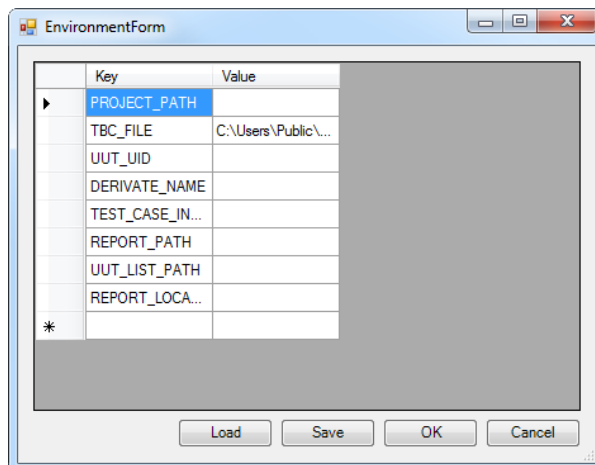 EnvironmentForm
Key Value
PROJECT_PATH
TBC_FILE C:\Users\Public\...
UUT_UID
DERIVATE_NAME
TEST_CASE_IN...
REPORT_PATH
UUT_LIST_PATH
REPORT_LOCA...
Load Save OK Cancel